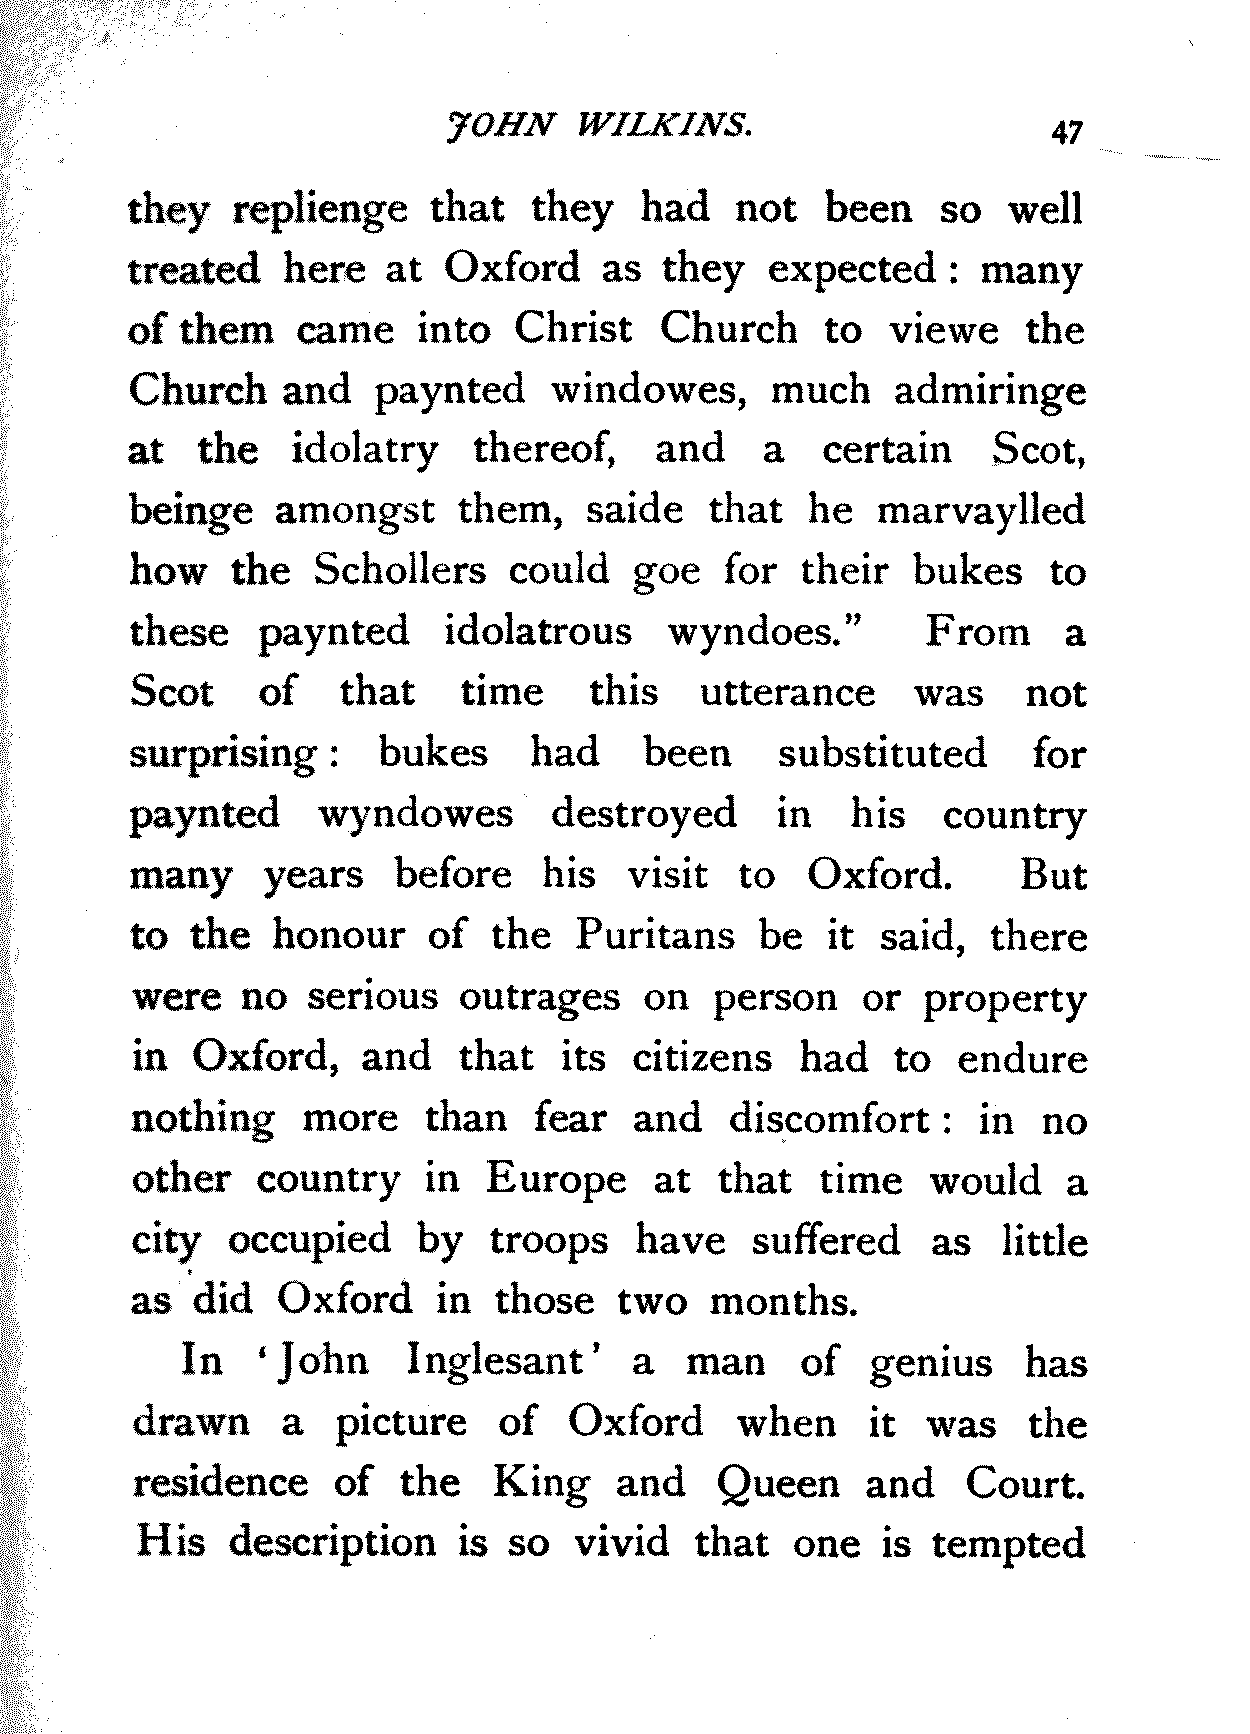 JOHN WILKINS. 47
they replienge that they had not been so well
treated here at Oxford as they expected : many
of them came into Christ Church to viewe the
Church and paynted windowes, much admiringe
at the idolatry thereof, and a certain Scot,
beinge amongst them, saide that he marvaylled
how the Schollers could goe for their bukes to
these paynted idolatrous wyndoes.” From a
Scot of that time this utterance was not
surprising : bukes had been substituted for
paynted wyndowes destroyed in his country
many years before his visit to Oxford. But
to the honour of the Puritans be it said, there
were no serious outrages on person or property
in Oxford, and that its citizens had to endure
nothing more than fear and discomfort : in no
other country in Europe at that time would a
city occupied by troops have suffered as little
as did Oxford in those two months.
In ‘John Inglesant’ a man of genius has
drawn a picture of Oxford when it was the
residence of the King and Queen and Court.
His description is so vivid that one is tempted